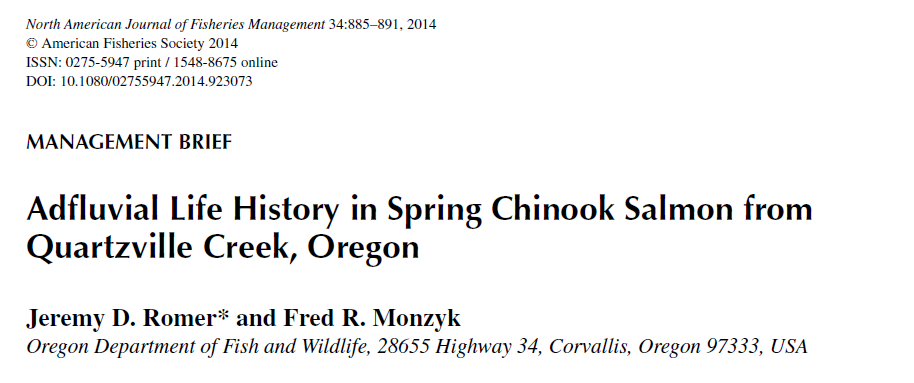 North American Journal of Fisheries Management 34:885–891, 2014
© American Fisheries Society 2014
ISSN: 0275-5947 print / 1548-8675 online
DOI: 10.1080/02755947.2014.923073
MANAGEMENT BRIEF
Adfluvial Life History in Spring Chinook Salmon from
Quartzville Creek, Oregon
Jeremy D. Romer* and Fred R. Monzyk
Oregon Department of Fish and Wildlife, 28655 Highway 34, Corvallis, Oregon 97333, USA